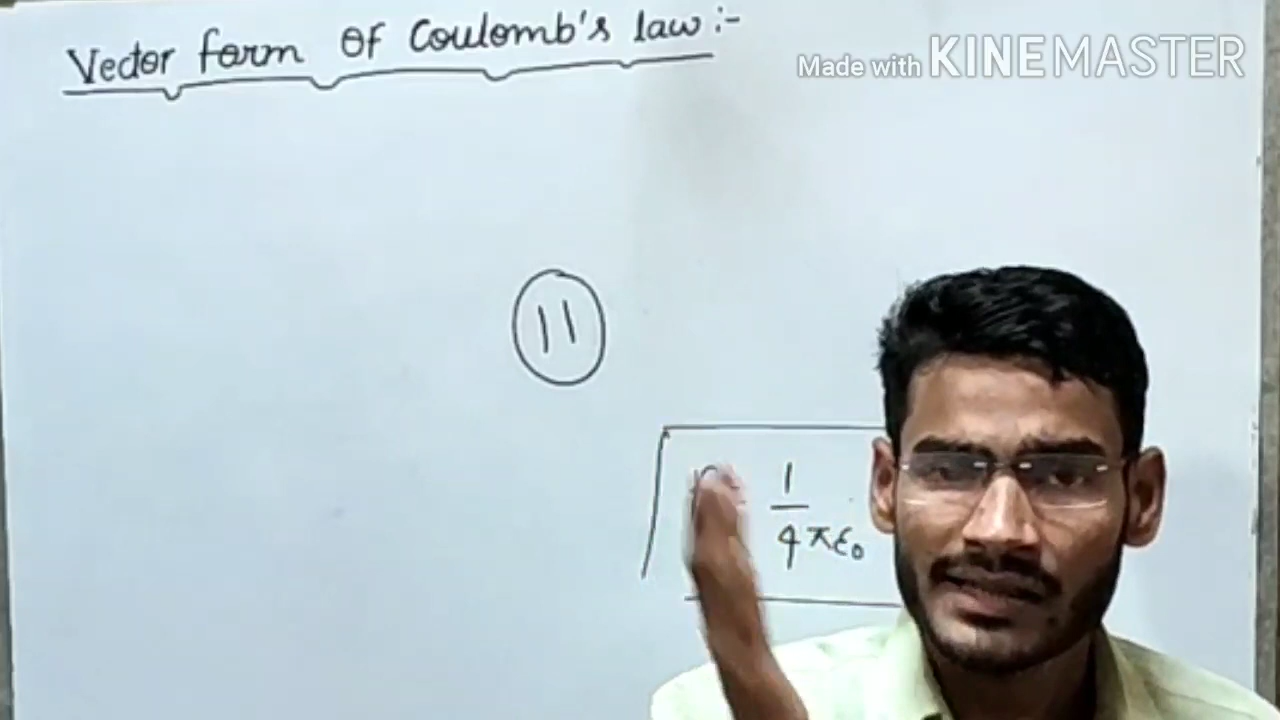 Vector form of Coulomb's law :-
Made with KINEMASTER
11
1
4πε₀